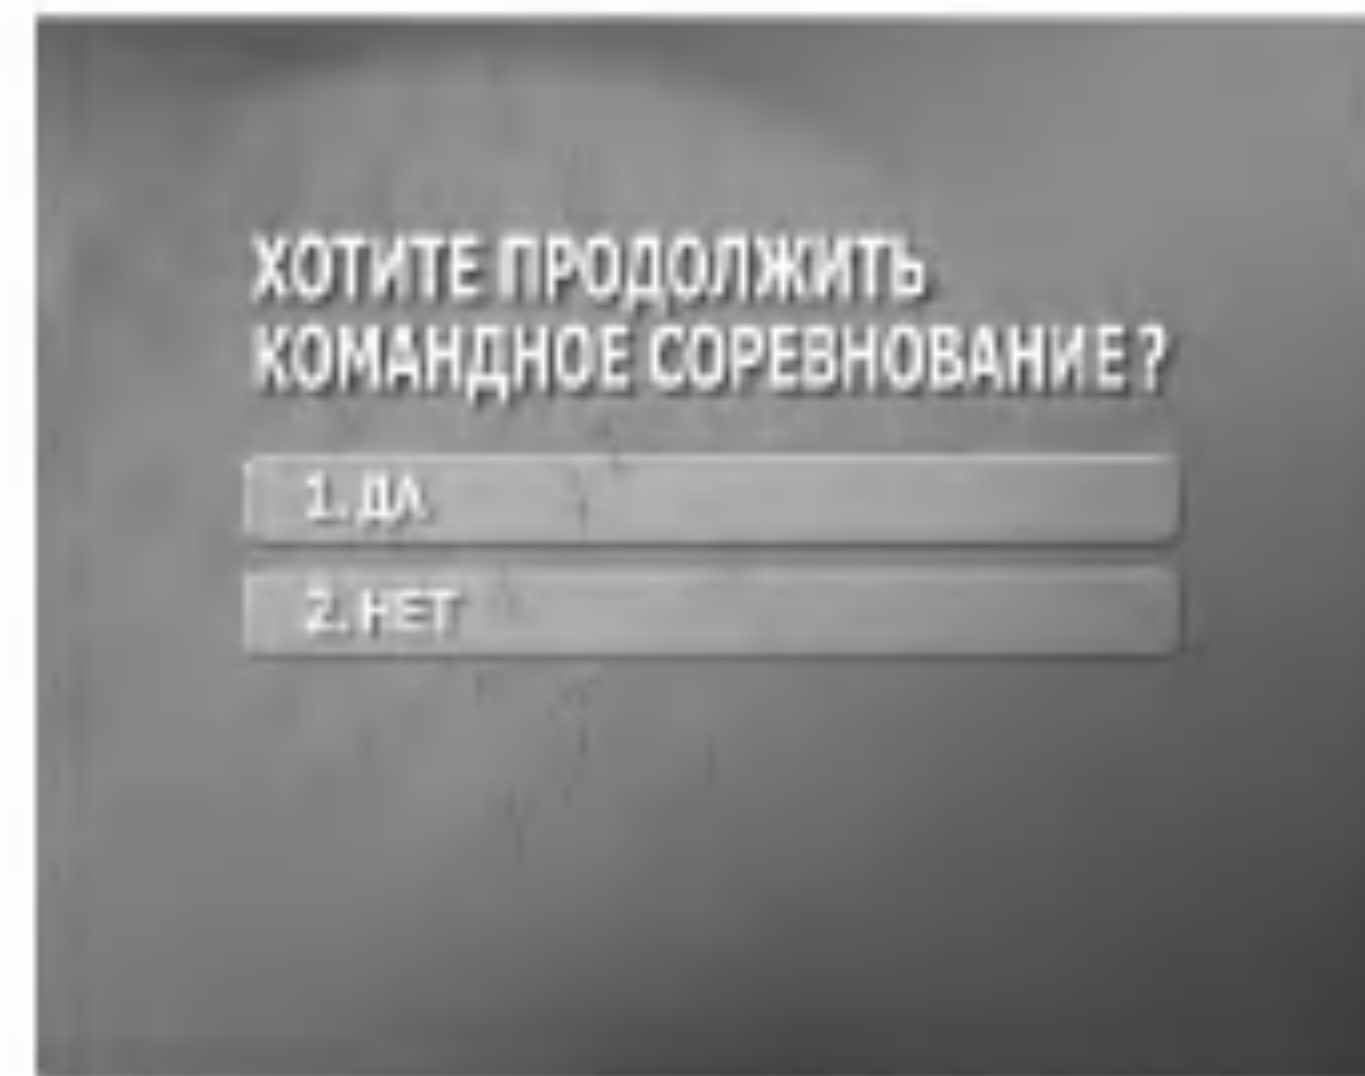 ХОТИТЕ ПРОДОЛЖИТЬ
КОМАНДНОЕ СОРЕВНОВАНИЕ?
1. ДА
2. НЕТ